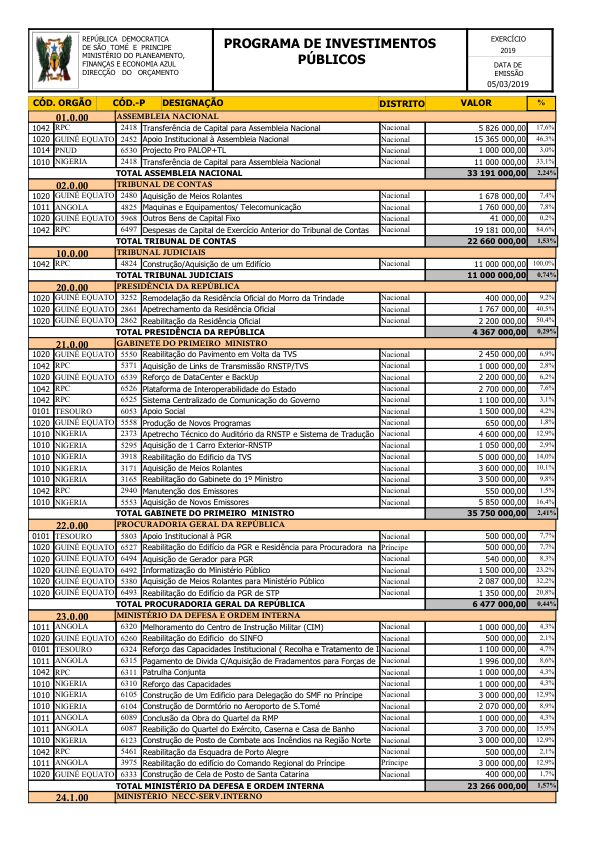 REPÚBLICA DEMOCRATICA
DE SÃO TOMÉ E PRINCIPE
MINISTÉRIO DO PLANEAMENTO,
FINANÇAS E ECONOMIA AZUL
DIRECÇÃO DO ORÇAMENTO
PROGRAMA DE INVESTIMENTOS
PÚBLICOS
EXERCÍCIO
2019
DATA DE
EMISSÃO
05/03/2019
CÓD. ORGÃO CÓD.-P DESIGNAÇÃO DISTRITO VALOR %
01.0.00 ASSEMBLEIA NACIONAL
1042 RPC 2418 Transferência de Capital para Assembleia Nacional Nacional 5 826 000,00 17,6%
1020 GUINÉ EQUATO 2452 Apoio Institucional à Assembleia Nacional Nacional 15 365 000,00 46,3%
1014 PNUD 6530 Projecto Pro PALOP+TL Nacional 1 000 000,00 3,0%
1010 NIGERIA 2418 Transferência de Capital para Assembleia Nacional Nacional 11 000 000,00 33,1%
TOTAL ASSEMBLEIA NACIONAL 33 191 000,00 2,24%
02.0.00 TRIBUNAL DE CONTAS
1020 GUINÉ EQUATO 2480 Aquisição de Meios Rolantes Nacional 1 678 000,00 7,4%
1011 ANGOLA 4825 Maquinas e Equipamentos/ Telecomunicação Nacional 1 760 000,00 7,8%
1020 GUINÉ EQUATO 5968 Outros Bens de Capital Fixo Nacional 41 000,00 0,2%
1042 RPC 6497 Despesas de Capital de Exercício Anterior do Tribunal de Contas Nacional 19 181 000,00 84,6%
TOTAL TRIBUNAL DE CONTAS 22 660 000,00 1,53%
10.0.00 TRIBUNAL JUDICIAIS
1042 RPC 4824 Construção/Aquisição de um Edifício Nacional 11 000 000,00 100,0%
TOTAL TRIBUNAL JUDICIAIS 11 000 000,00 0,74%
20.0.00 PRESIDÊNCIA DA REPÚBLICA
1020 GUINÉ EQUATO 3252 Remodelação da Residência Oficial do Morro da Trindade Nacional 400 000,00 9,2%
1020 GUINÉ EQUATO 2861 Apetrechamento da Residência Oficial Nacional 1 767 000,00 40,5%
1020 GUINÉ EQUATO 2862 Reabilitação da Residência Oficial Nacional 2 200 000,00 50,4%
TOTAL PRESIDÊNCIA DA REPÚBLICA 4 367 000,00 0,29%
21.0.00 GABINETE DO PRIMEIRO MINISTRO
1020 GUINÉ EQUATO 5550 Reabilitação do Pavimento em Volta da TVS Nacional 2 450 000,00 6,9%
1042 RPC 5371 Aquisição de Links de Transmissão RNSTP/TVS Nacional 1 000 000,00 2,8%
1020 GUINÉ EQUATO 6539 Reforço de DataCenter e BackUp Nacional 2 200 000,00 6,2%
1042 RPC 6526 Plataforma de Interoperabilidade do Estado Nacional 2 700 000,00 7,6%
1042 RPC 6525 Sistema Centralizado de Comunicação do Governo Nacional 1 100 000,00 3,1%
0101 TESOURO 6053 Apoio Social Nacional 1 500 000,00 4,2%
1020 GUINÉ EQUATO 5558 Produção de Novos Programas Nacional 650 000,00 1,8%
1010 NIGERIA 2373 Apetrecho Técnico do Auditório da RNSTP e Sistema de Tradução Nacional 4 600 000,00 12,9%
1010 NIGERIA 5295 Aquisição de 1 Carro Exterior-RNSTP Nacional 1 050 000,00 2,9%
1010 NIGERIA 3918 Reabilitação do Edificio da TVS Nacional 5 000 000,00 14,0%
1010 NIGERIA 3171 Aquisição de Meios Rolantes Nacional 3 600 000,00 10,1%
1010 NIGERIA 3165 Reabilitação do Gabinete do 1º Ministro Nacional 3 500 000,00 9,8%
1042 RPC 2940 Manutenção dos Emissores Nacional 550 000,00 1,5%
1010 NIGERIA 5553 Aquisição de Novos Emissores Nacional 5 850 000,00 16,4%
TOTAL GABINETE DO PRIMEIRO MINISTRO 35 750 000,00 2,41%
22.0.00 PROCURADORIA GERAL DA REPÚBLICA
0101 TESOURO 5803 Apoio Institucional à PGR Nacional 500 000,00 7,7%
1020 GUINÉ EQUATO 6527 Reabilitação do Edifício da PGR e Residência para Procuradora na Príncipe 500 000,00 7,7%
1020 GUINÉ EQUATO 6494 Aquisição de Gerador para PGR Nacional 540 000,00 8,3%
1020 GUINÉ EQUATO 6492 Informatização do Ministério Público Nacional 1 500 000,00 23,2%
1020 GUINÉ EQUATO 5380 Aquisição de Meios Rolantes para Ministério Público Nacional 2 087 000,00 32,2%
1020 GUINÉ EQUATO 6493 Reabilitação do Edifício da PGR de STP Nacional 1 350 000,00 20,8%
TOTAL PROCURADORIA GERAL DA REPÚBLICA 6 477 000,00 0,44%
23.0.00 MINISTÉRIO DA DEFESA E ORDEM INTERNA
1011 ANGOLA 6320 Melhoramento do Centro de Instrução Militar (CIM) Nacional 1 000 000,00 4,3%
1020 GUINÉ EQUATO 6260 Reabilitação do Edificio do SINFO Nacional 500 000,00 2,1%
0101 TESOURO 6324 Reforço das Capacidades Institucional ( Recolha e Tratamento de I Nacional 1 100 000,00 4,7%
1011 ANGOLA 6315 Pagamento de Divida C/Aquisição de Fradamentos para Forças de Nacional 1 996 000,00 8,6%
1042 RPC 6311 Patrulha Conjunta Nacional 1 000 000,00 4,3%
1010 NIGERIA 6310 Reforço das Capacidades Nacional 1 000 000,00 4,3%
1010 NIGERIA 6105 Construção de Um Edificio para Delegação do SMF no Príncipe Nacional 3 000 000,00 12,9%
1010 NIGERIA 6104 Construção de Dormtório no Aeroporto de S.Tomé Nacional 2 070 000,00 8,9%
1011 ANGOLA 6089 Conclusão da Obra do Quartel da RMP Nacional 1 000 000,00 4,3%
1011 ANGOLA 6087 Reabilição do Quartel do Exército, Caserna e Casa de Banho Nacional 3 700 000,00 15,9%
1010 NIGERIA 6123 Construção de Posto de Combate aos Incêndios na Região Norte Nacional 3 000 000,00 12,9%
1042 RPC 5461 Reabilitação da Esquadra de Porto Alegre Nacional 500 000,00 2,1%
1011 ANGOLA 3975 Reabilitação do edifício do Comando Regional do Príncipe Príncipe 3 000 000,00 12,9%
1020 GUINÉ EQUATO 6333 Construção de Cela de Posto de Santa Catarina Nacional 400 000,00 1,7%
TOTAL MINISTÉRIO DA DEFESA E ORDEM INTERNA 23 266 000,00 1,57%
24.1.00 MINISTÉRIO NECC-SERV.INTERNO